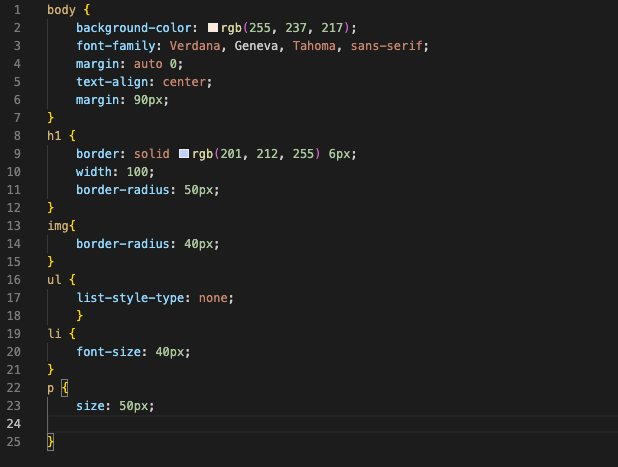 1 body {
2 background-color: rgb(255, 237, 217);
3 font-family: Verdana, Geneva, Tahoma, sans-serif;
4 margin: auto 0;
5 text-align: center;
6 margin: 90px;
7 }
8 h1 {
9 border: solid rgb(201, 212, 255) 6px;
10 width: 100;
11 border-radius: 50px;
12 }
13 img{
14 border-radius: 40px;
15 }
16 ul {
17 list-style-type: none;
18 }
19 li {
20 font-size: 40px;
21 }
22 p {
23 size: 50px;
24
25 }